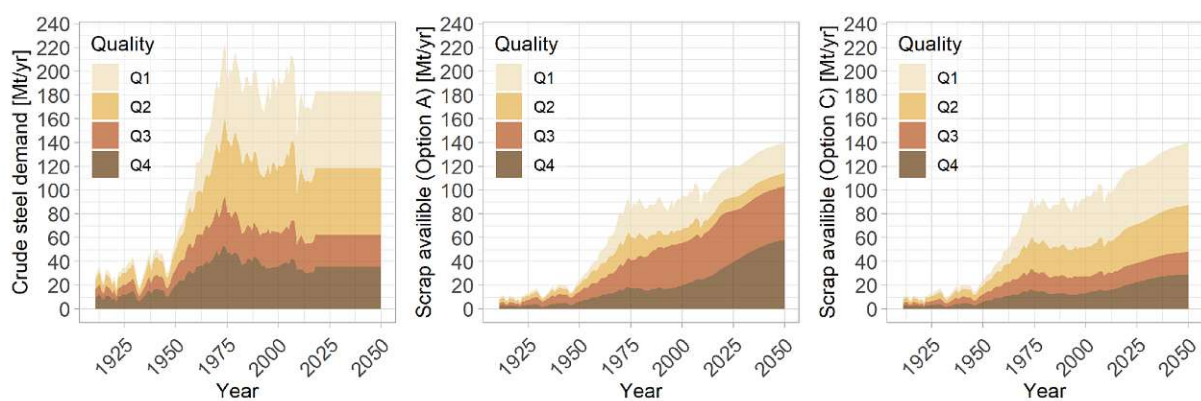 Crude steel demand [Mt/yr]
240
220
200
180
160
140
120
100
80
60
40
20
0
Quality
Q1
Q2
Q3
Q4
1925
1950
1975
2000
2025
2050
Year
Scrap availible (Option A) [Mt/yr]
240
220
200
180
160
140
120
100
80
60
40
20
0
Quality
Q1
Q2
Q3
Q4
1925
1950
1975
2000
2025
2050
Year
Scrap availible (Option C) [Mt/yr]
240
220
200
180
160
140
120
100
80
60
40
20
0
Quality
Q1
Q2
Q3
Q4
1925
1950
1975
2000
2025
2050
Year